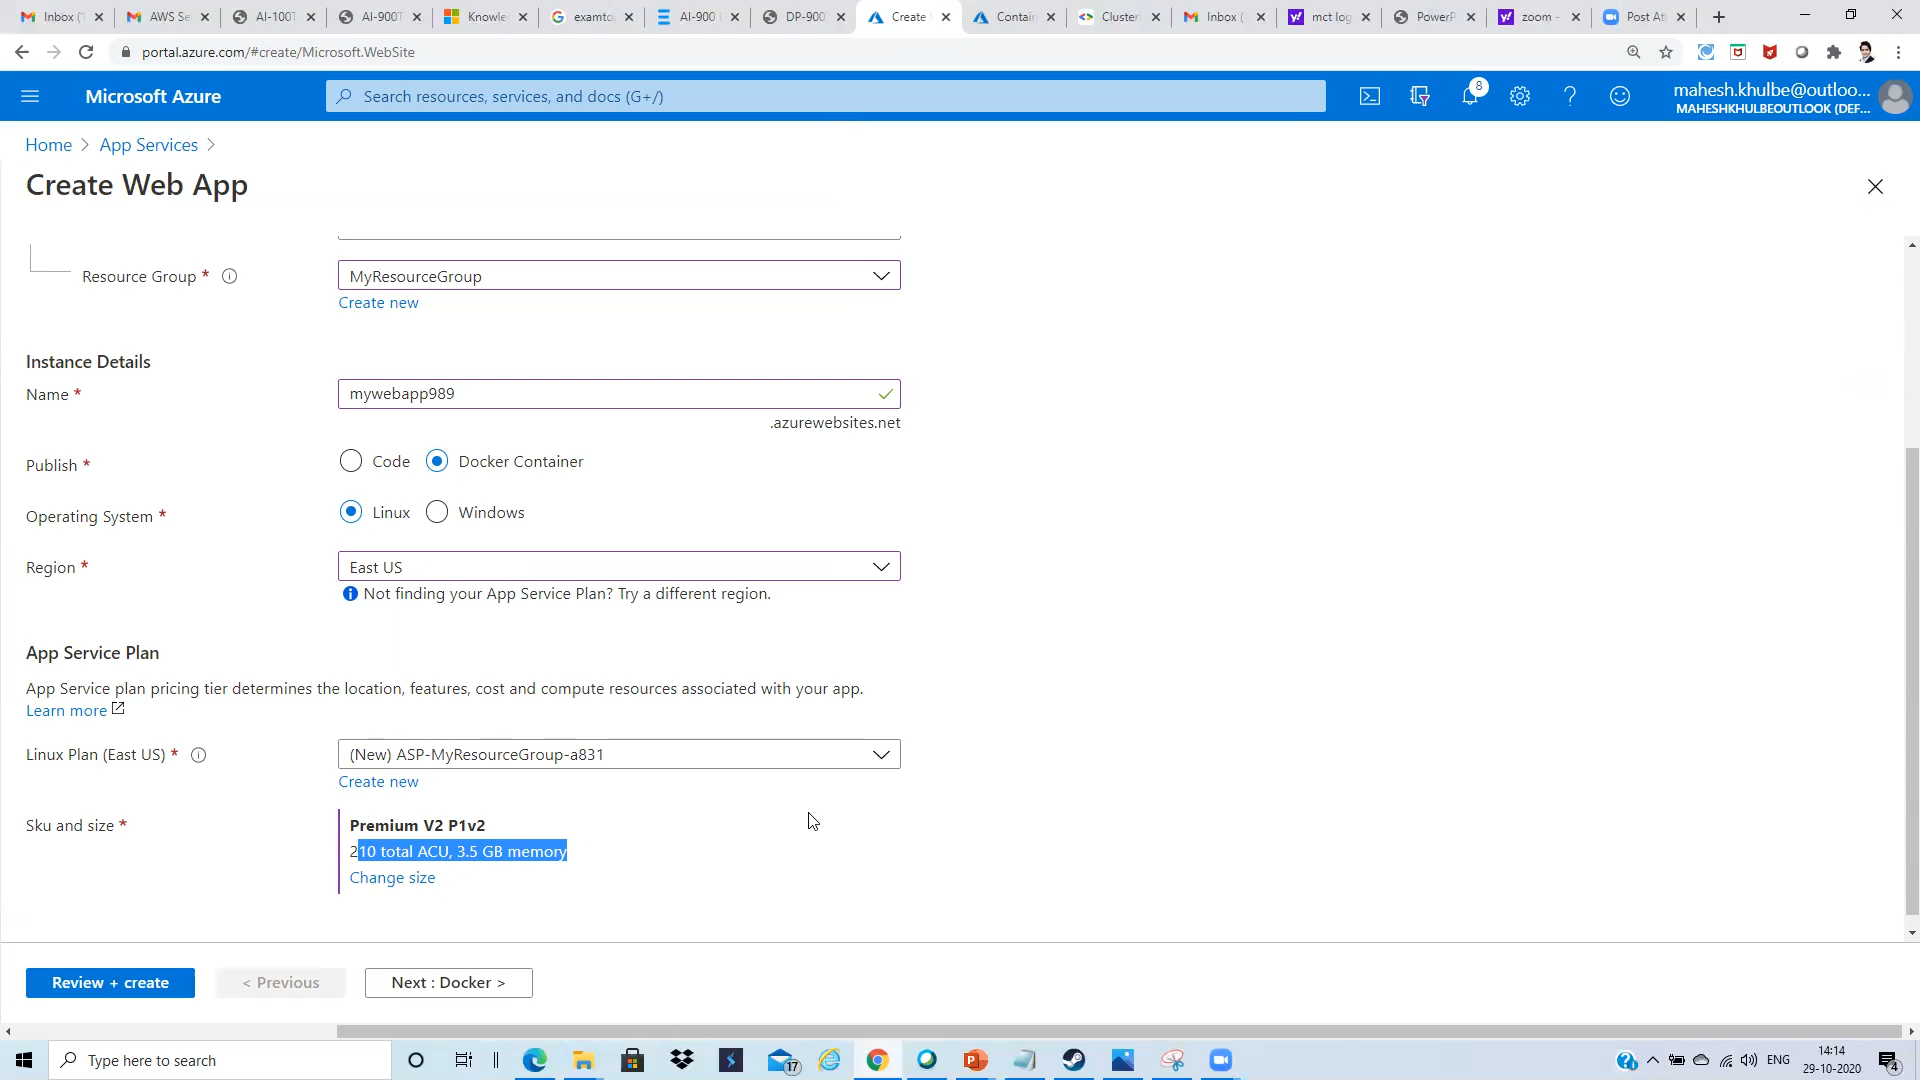 Inbox (
AWS Se
AI-100T
AI-900T
Knowle
examto
AI-900
DP-900
Create
Contain
Cluster
Inbox (
mct log
PowerP
zoom -
Post At
portal.azure.com/#create/Microsoft.WebSite
Microsoft Azure
Search resources, services, and docs (G+/)
8
mahesh.khulbe@outloo...
MAHESHKHULBEOUTLOOK (DEF...
Home > App Services >
Create Web App
Resource Group *
MyResourceGroup
Create new
Instance Details
Name *
mywebapp989
.azurewebsites.net
Publish *
Code Docker Container
Operating System *
Linux Windows
Region *
East US
Not finding your App Service Plan? Try a different region.
App Service Plan
App Service plan pricing tier determines the location, features, cost and compute resources associated with your app.
Learn more
Linux Plan (East US) *
(New) ASP-MyResourceGroup-a831
Create new
Sku and size *
Premium V2 P1v2
210 total ACU, 3.5 GB memory
Change size
Review + create
< Previous
Next : Docker >
Type here to search
17
ENG
14:14
29-10-2020
4